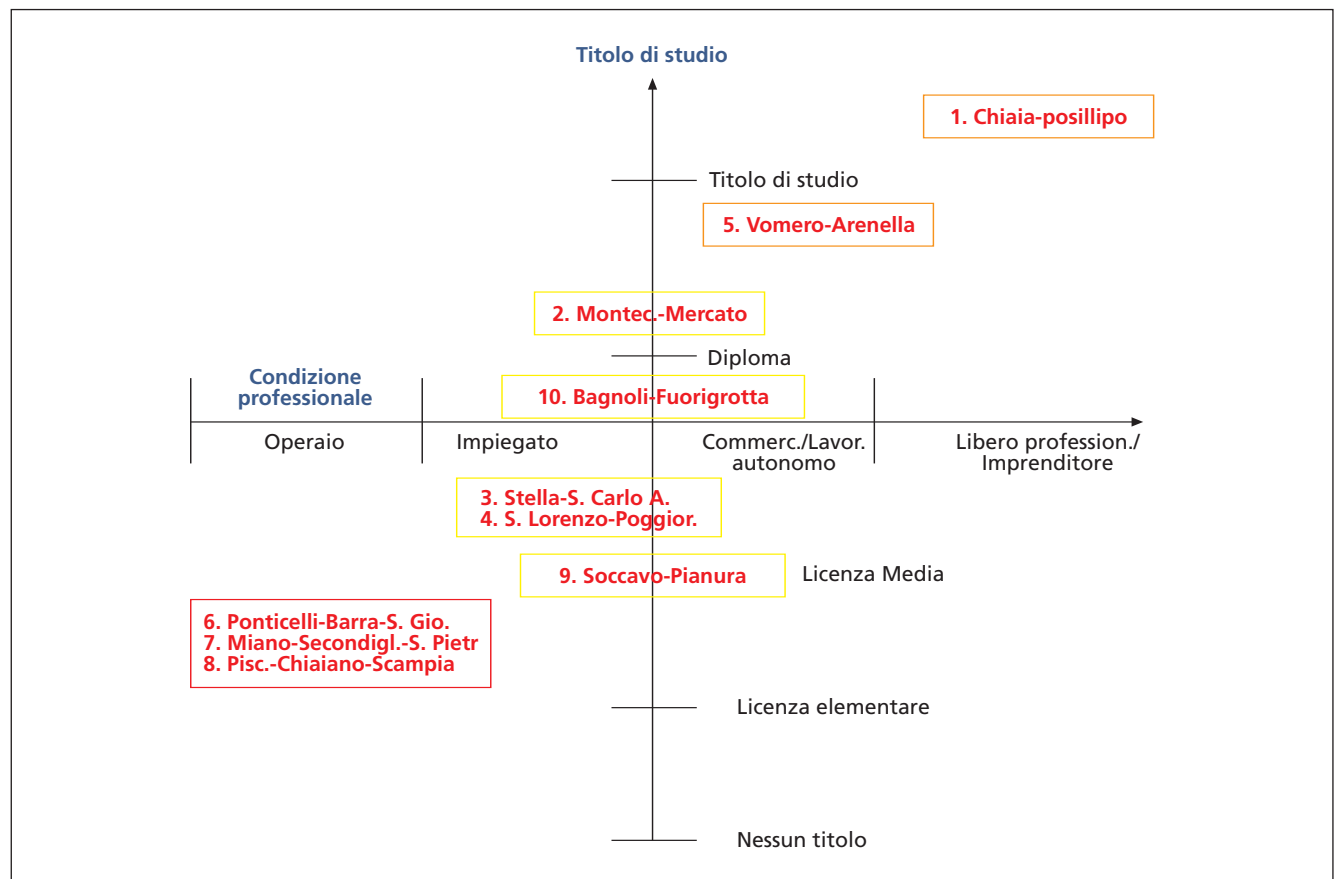 Titolo di studio
1. Chiaia-posillipo
Titolo di studio
5. Vomero-Arenella
2. Montec.-Mercato
Diploma
Condizione
professionale
10. Bagnoli-Fuorigrotta
Operaio
Impiegato
Commerc./Lavor.
autonomo
Libero profession./
Imprenditore
3. Stella-S. Carlo A.
4. S. Lorenzo-Poggior.
9. Soccavo-Pianura
Licenza Media
6. Ponticelli-Barra-S. Gio.
7. Miano-Secondigl.-S. Pietr
8. Pisc.-Chiaiano-Scampia
Licenza elementare
Nessun titolo